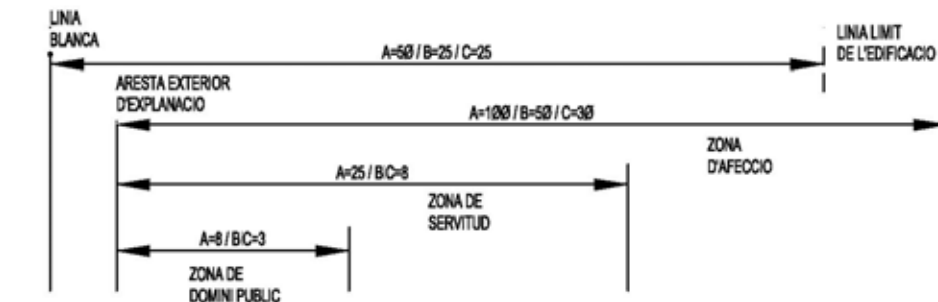 LINIA
BLANCA
A=5Ø / B=25 / C=25
LINIA LIMIT
DE L'EDIFICACIO
ARESTA EXTERIOR
D'EXPLANACIO
A=1ØØ / B=5Ø / C=3Ø
ZONA
D'AFECCIO
A=25 / B:C=8
ZONA DE
SERVITUD
A=8 / B:C=3
ZONA DE
DOMINI PUBLIC